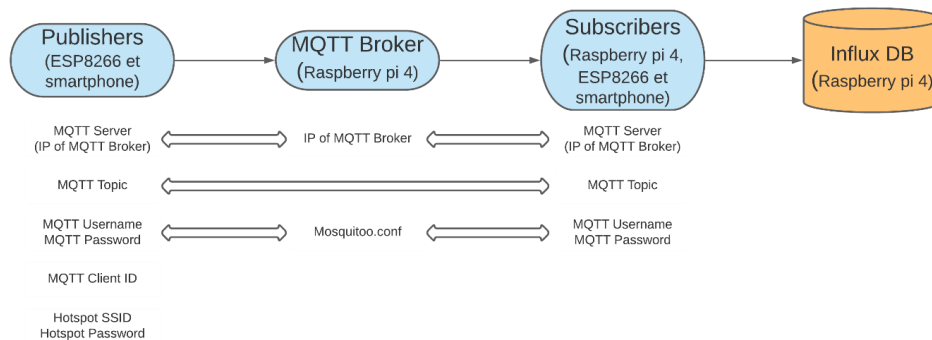 Publishers
(ESP8266 et
smartphone)
MQTT Broker
(Raspberry pi 4)
Subscribers
(Raspberry pi 4,
ESP8266 et
smartphone)
Influx DB
(Raspberry pi 4)
MQTT Server
(IP of MQTT Broker)
IP of MQTT Broker
MQTT Server
(IP of MQTT Broker)
MQTT Topic
MQTT Topic
MQTT Username
MQTT Password
Mosquitoo.conf
MQTT Username
MQTT Password
MQTT Client ID
Hotspot SSID
Hotspot Password